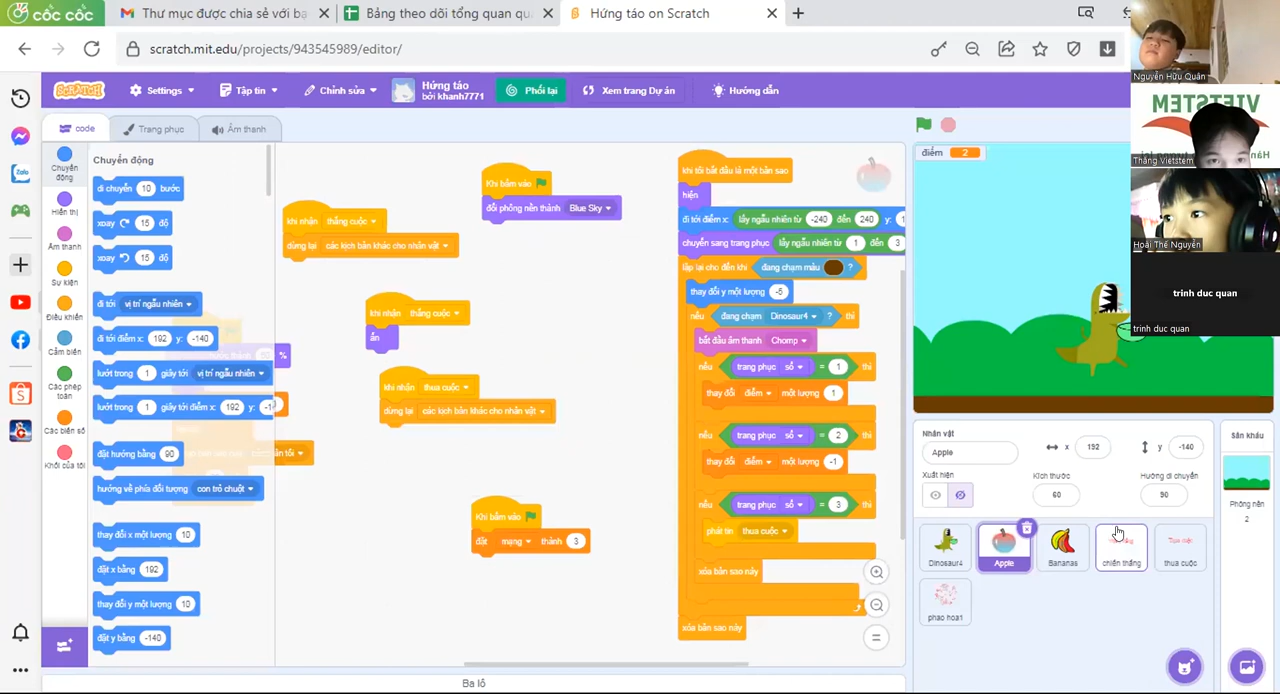 cốc cốc
Thư mục được chia sẻ với bạ
Bảng theo dõi tổng quan qu
Hứng táo on Scratch
scratch.mit.edu/projects/943545989/editor/
SCRATCH
Settings
Tập tin
Chỉnh sửa
Hứng táo
bởi khanh7771
Phối lại
Xem trang Dự án
Hướng dẫn
Nguyễn Hữu Quân
VIETSTEM
Thắng Vietstem
Hoài Thế Nguyễn
trinh duc quan
trinh duc quan
code
Trang phục
Âm thanh
Chuyển động
Hiển thị
Âm thanh
Sự kiện
Điều khiển
Cảm biến
Các phép toán
Các biến số
Khối của tôi
Zalo
Chuyển động
di chuyển 10 bước
xoay 15 độ
xoay 15 độ
đi tới vị trí ngẫu nhiên
đi tới điểm x: 192 y: -140
lướt trong 1 giây tới vị trí ngẫu nhiên
lướt trong 1 giây tới điểm x: 192 y: -1
đặt hướng bằng 90
hướng về phía đối tượng con trỏ chuột
thay đổi x một lượng 10
đặt x bằng 192
thay đổi y một lượng 10
đặt y bằng -140
khi nhận thắng cuộc
dừng lại các kịch bản khác cho nhân vật
Khi bấm vào
đổi phông nền thành Blue Sky
khi nhận thắng cuộc
ẩn
khi nhận thua cuộc
dừng lại các kịch bản khác cho nhân vật
Khi bấm vào
đặt mạng thành 3
khi tôi bắt đầu là một bản sao
hiện
đi tới điểm x: lấy ngẫu nhiên từ -240 đến 240 y: 1
chuyển sang trang phục lấy ngẫu nhiên từ 1 đến 3
lặp lại cho đến khi đang chạm màu ?
thay đổi y một lượng -5
nếu đang chạm Dinosaur4 ? thì
bắt đầu âm thanh Chomp
nếu trang phục số = 1 thì
thay đổi điểm một lượng 1
nếu trang phục số = 2 thì
thay đổi điểm một lượng -1
nếu trang phục số = 3 thì
phát tin thua cuộc
xóa bản sao này
xóa bản sao này
điểm 2
Nhân vật
Apple
x 192
y -140
Xuất hiện
Kích thước
60
Hướng di chuyển
90
Dinosaur4
Apple
Bananas
chiến thắng
thua cuộc
phao hoa1
Sân khấu
Phông nền
2
Ba lô